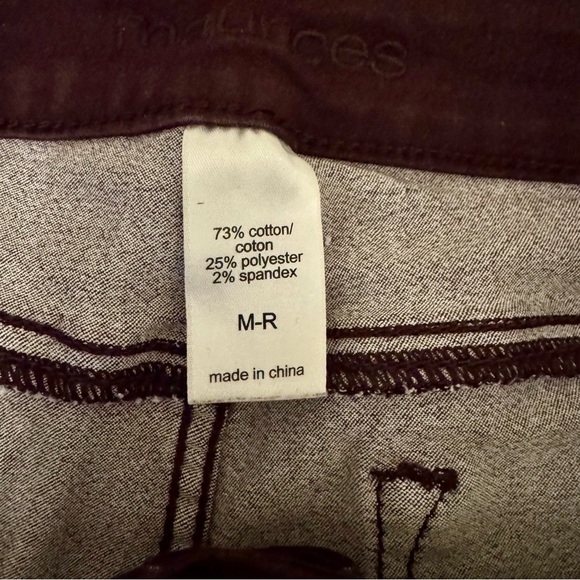 73% cotton/
coton
25% polyester
2% spandex
M-R
made in china